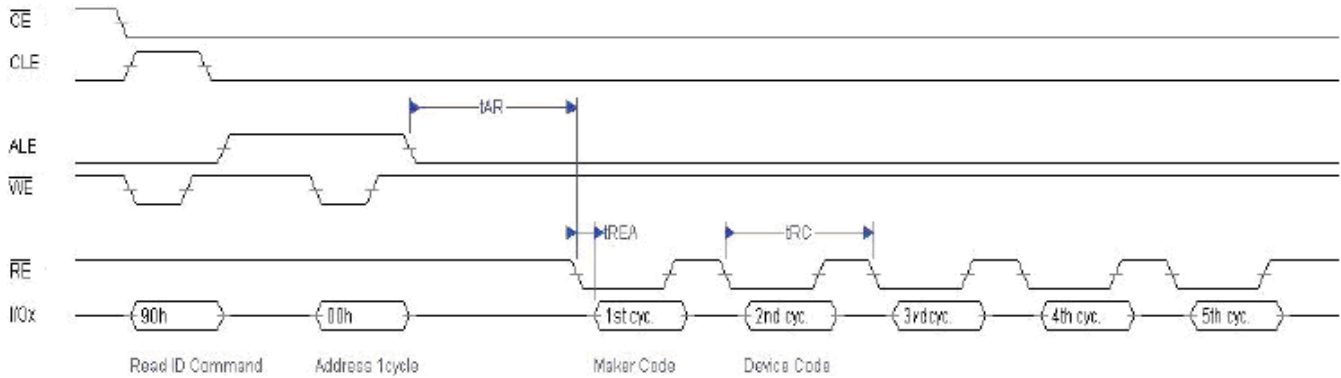 CE
CLE
tAR
ALE
WE
tREA
tRC
RE
I/Ox
90h
00h
1st cyc.
2nd cyc.
3rd cyc.
4th cyc.
5th cyc.
Read ID Command
Address 1cycle
Maker Code
Device Code